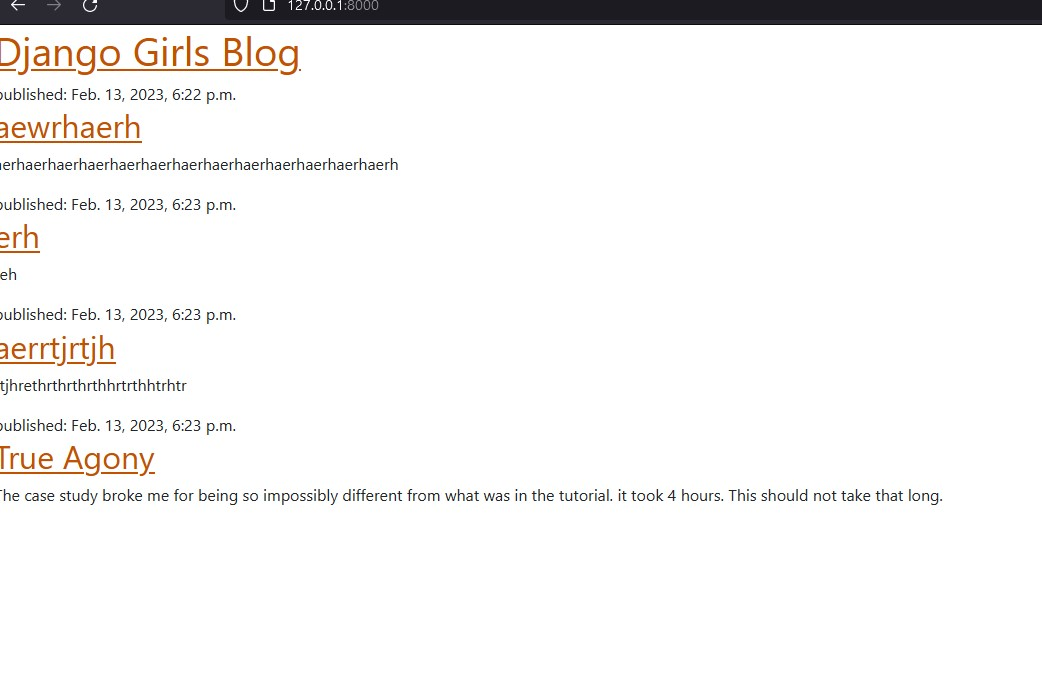 127.0.0.1:8000
Django Girls Blog
published: Feb. 13, 2023, 6:22 p.m.
aewrhaerh
aerhaerhaerhaerhaerhaerhaerhaerhaerhaerhaerhaerhaerh
published: Feb. 13, 2023, 6:23 p.m.
erh
eh
published: Feb. 13, 2023, 6:23 p.m.
aerrtjrtjh
tjhrethrthrthrthhrtrthhtrhtr
published: Feb. 13, 2023, 6:23 p.m.
True Agony
The case study broke me for being so impossibly different from what was in the tutorial. it took 4 hours. This should not take that long.